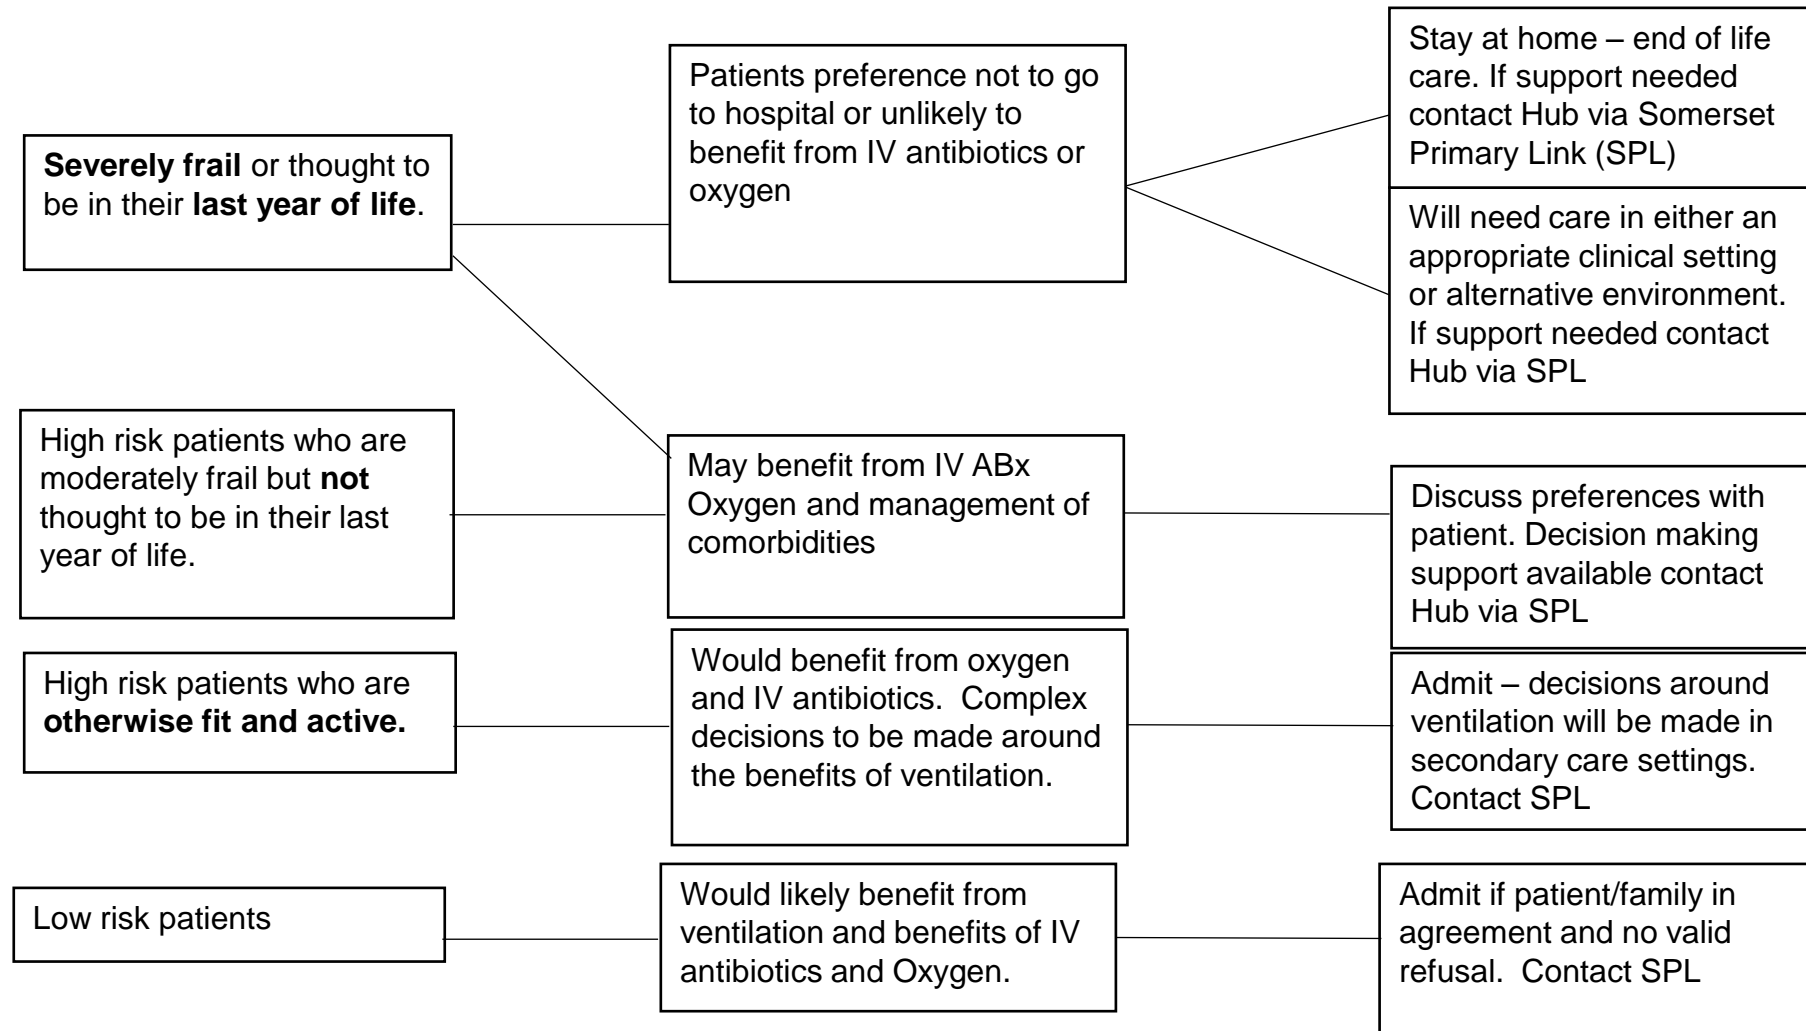 Severely frail or thought to
be in their last year of life.
Patients preference not to go
to hospital or unlikely to
benefit from IV antibiotics or
oxygen
Stay at home – end of life
care. If support needed
contact Hub via Somerset
Primary Link (SPL)
Will need care in either an
appropriate clinical setting
or alternative environment.
If support needed contact
Hub via SPL
High risk patients who are
moderately frail but not
thought to be in their last
year of life.
May benefit from IV ABx
Oxygen and management of
comorbidities
Discuss preferences with
patient. Decision making
support available contact
Hub via SPL
High risk patients who are
otherwise fit and active.
Would benefit from oxygen
and IV antibiotics.  Complex
decisions to be made around
the benefits of ventilation.
Admit – decisions around
ventilation will be made in
secondary care settings.
Contact SPL
Low risk patients
Would likely benefit from
ventilation and benefits of IV
antibiotics and Oxygen.
Admit if patient/family in
agreement and no valid
refusal.  Contact SPL